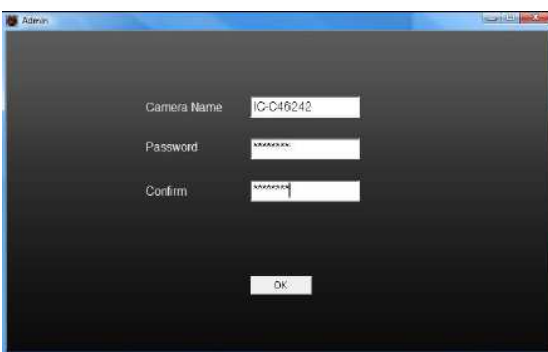 Admin
Camera Name IC-C46242
Password ********
Confirm ********
OK